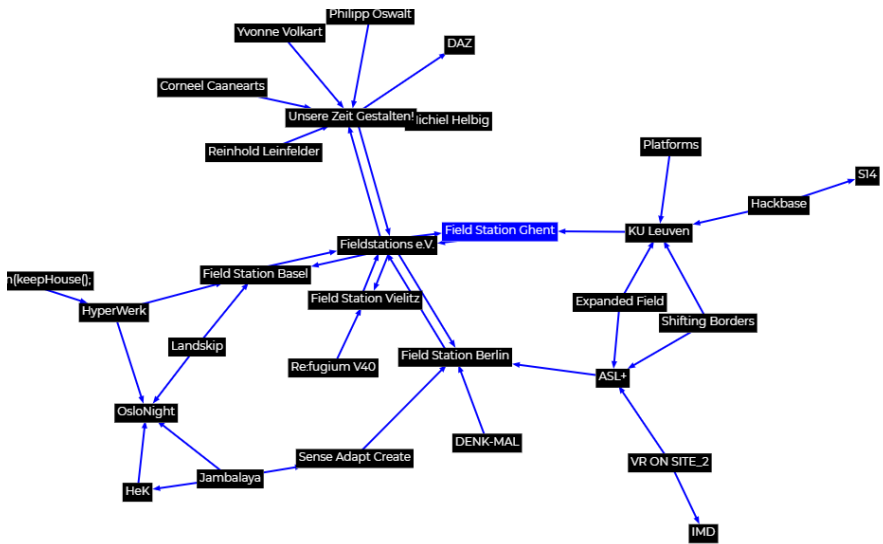 Philipp Oswalt
Yvonne Volkart
DAZ
Corneel Caanearts
Unsere Zeit Gestalten!
Michiel Helbig
Reinhold Leinfelder
Platforms
S14
Hackbase
Field Station Ghent
KU Leuven
Fieldstations e.V.
Field Station Basel
n(keepHouse();
Field Station Vielitz
Expanded Field
HyperWerk
Shifting Borders
Landskip
Field Station Berlin
Re:fugium V40
ASL+
OsloNight
DENK-MAL
Sense Adapt Create
VR ON SITE_2
Jambalaya
HeK
IMD